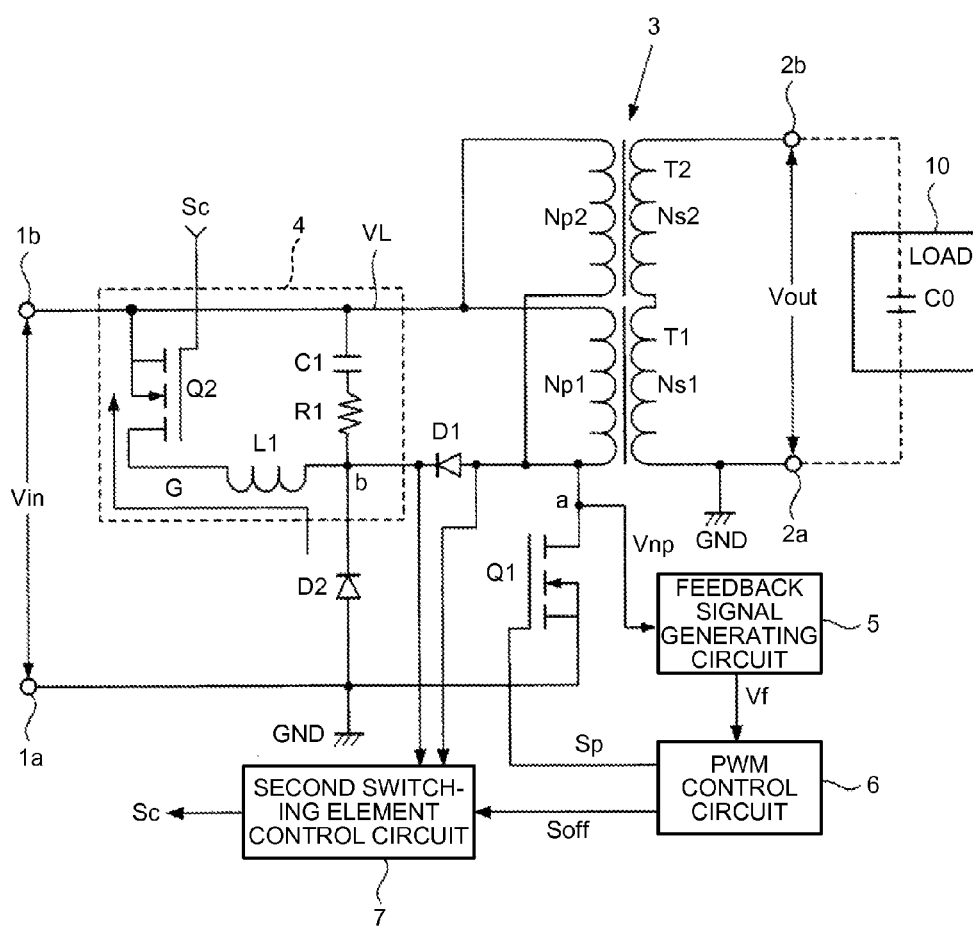 3
2b
T2
10
Sc
4
VL
Np2
Ns2
LOAD
1b
C0
Vout
C1
T1
Q2
R1
Np1
Ns1
L1
D1
Vin
G
b
a
GND
2a
Vnp
Q1
D2
FEEDBACK
SIGNAL
GENERATING
CIRCUIT
5
Vf
1a
GND
Sp
PWM
CONTROL
CIRCUIT
6
Sc
SECOND SWITCH-
ING ELEMENT
CONTROL CIRCUIT
Soff
7